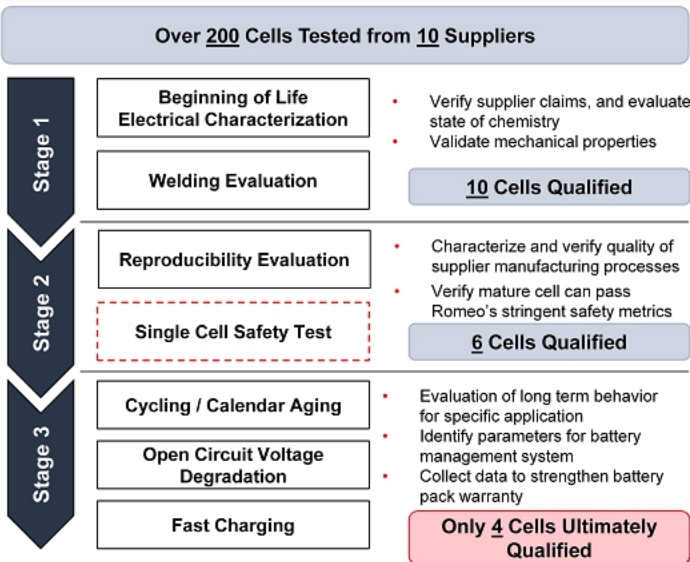 Over 200 Cells Tested from 10 Suppliers
Stage 1
Beginning of Life
Electrical Characterization
Welding Evaluation
• Verify supplier claims, and evaluate
state of chemistry
• Validate mechanical properties
10 Cells Qualified
Stage 2
Reproducibility Evaluation
Single Cell Safety Test
• Characterize and verify quality of
supplier manufacturing processes
• Verify mature cell can pass
Romeo's stringent safety metrics
6 Cells Qualified
Stage 3
Cycling / Calendar Aging
Open Circuit Voltage
Degradation
Fast Charging
• Evaluation of long term behavior
for specific application
• Identify parameters for battery
management system
• Collect data to strengthen battery
pack warranty
Only 4 Cells Ultimately
Qualified